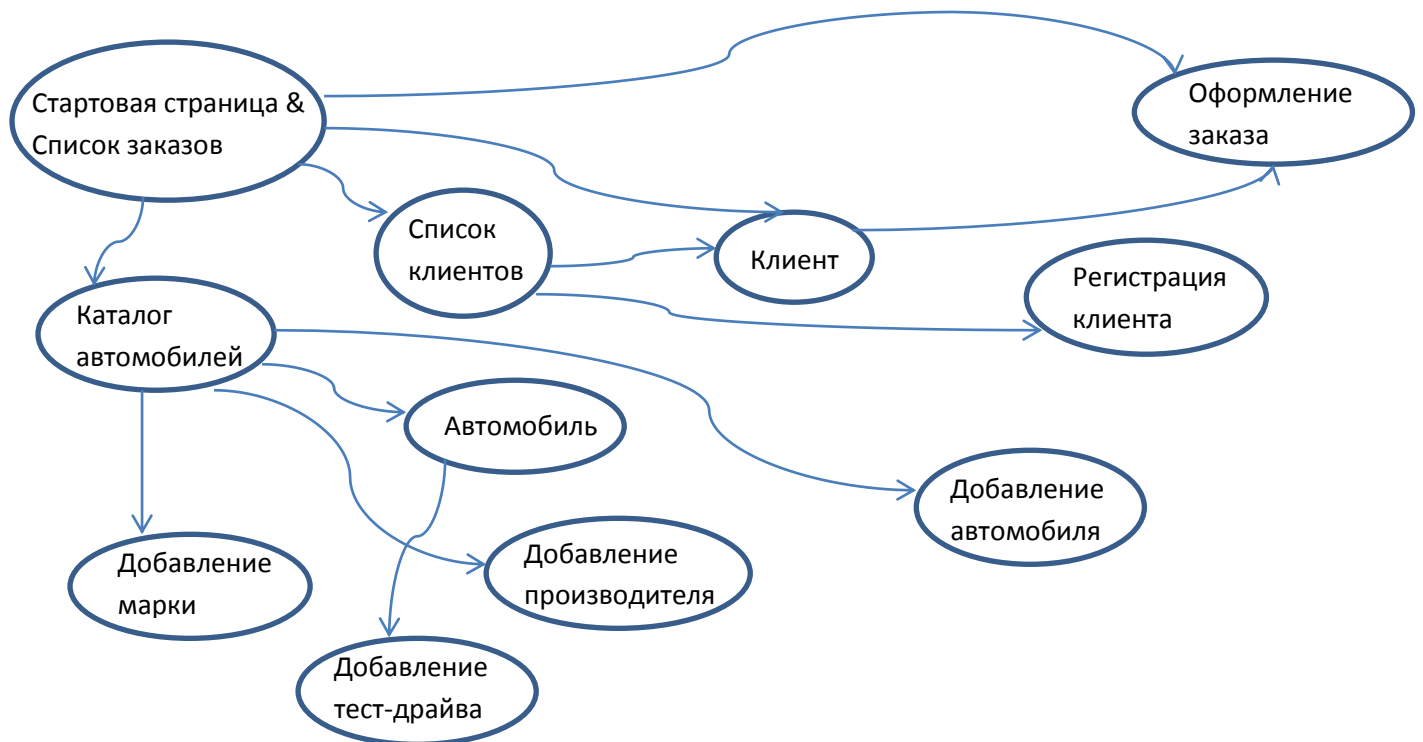 Стартовая страница &
Список заказов
Оформление
заказа
Список
клиентов
Клиент
Регистрация
клиента
Каталог
автомобилей
Автомобиль
Добавление
автомобиля
Добавление
марки
Добавление
производителя
Добавление
тест-драйва